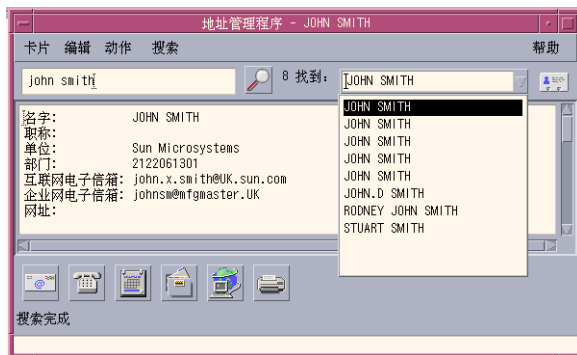 地址管理程序 - JOHN SMITH
卡片 编辑 动作 搜索 帮助
john smith 8 找到: JOHN SMITH
名字: JOHN SMITH
职称:
单位: Sun Microsystems
部门: 2122061301
互联网电子信箱: john.x.smith@UK.sun.com
企业网电子信箱: johnsm@mfgmaster.UK
网址:
JOHN SMITH
JOHN SMITH
JOHN SMITH
JOHN SMITH
JOHN SMITH
JOHN.D SMITH
RODNEY JOHN SMITH
STUART SMITH
搜索完成